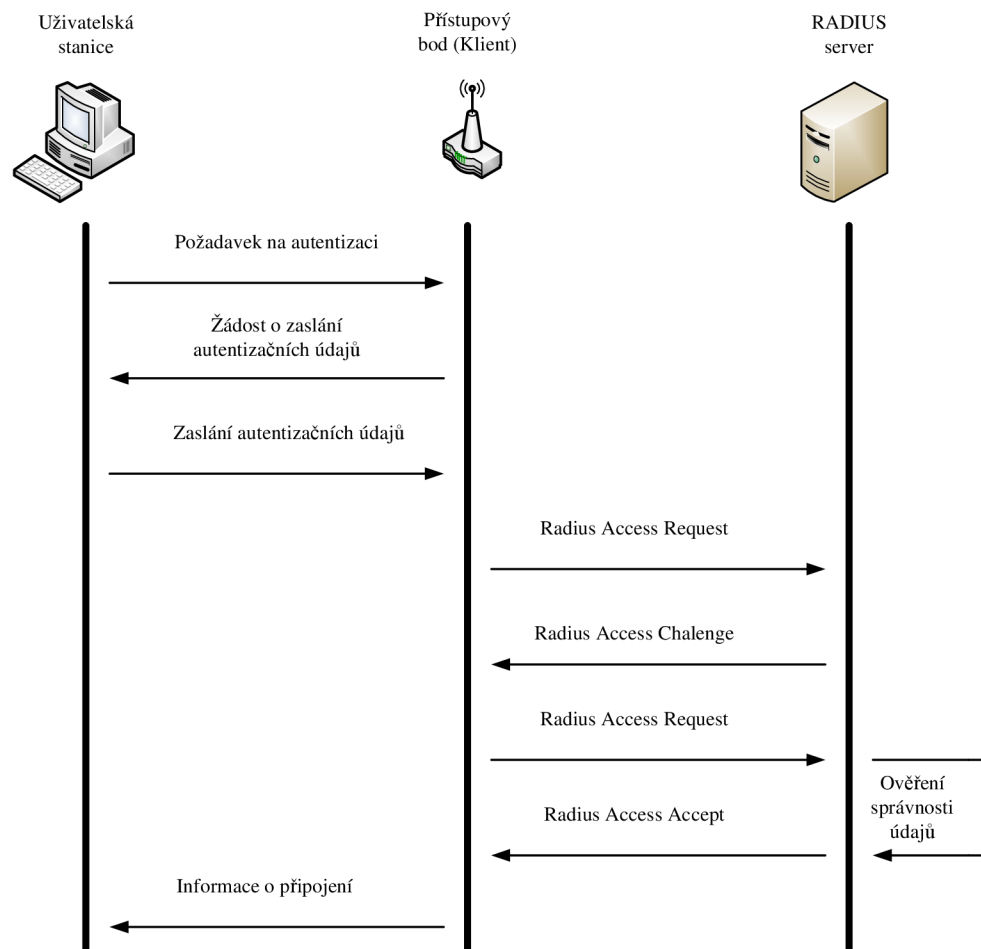 Uživatelská
stanice
Přístupový
bod (Klient)
RADIUS
server
Požadavek na autentizaci
Žádost o zaslání
autentizačních údajů
Zaslání autentizačních údajů
Radius Access Request
Radius Access Chalenge
Radius Access Request
Ověření
správnosti
údajů
Radius Access Accept
Informace o připojení